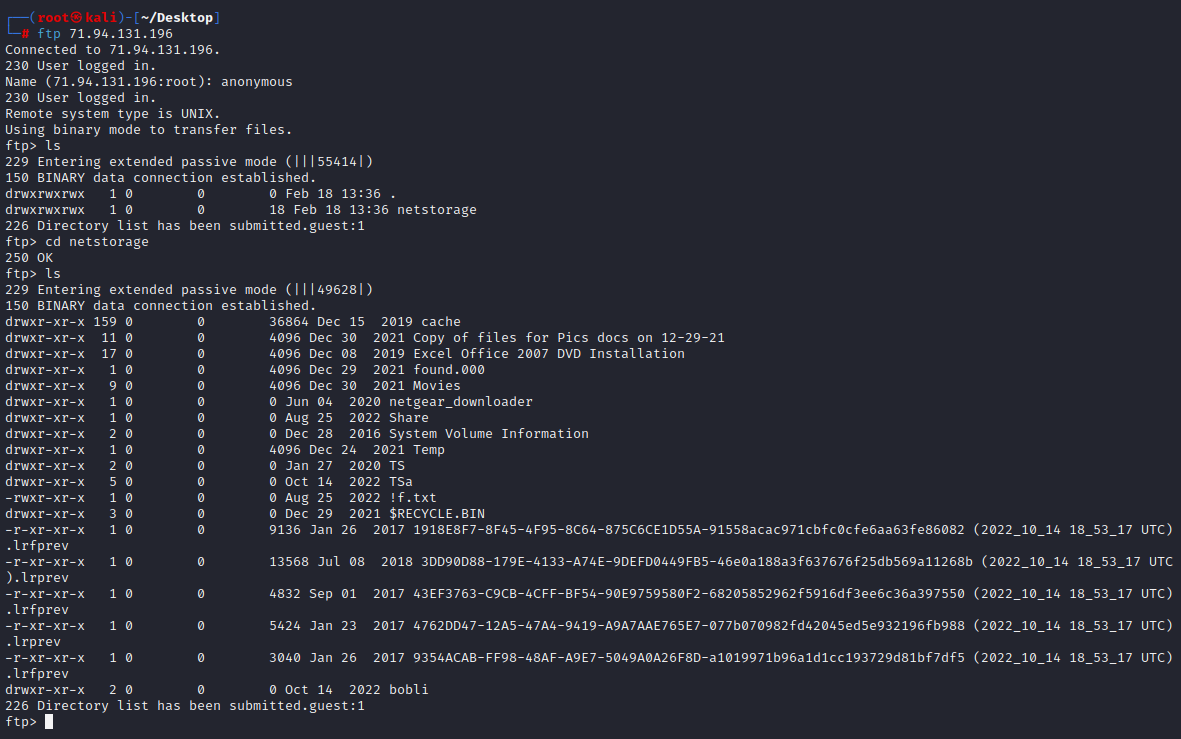 ┌──(root㉿kali)-[~/Desktop]
└─# ftp 71.94.131.196
Connected to 71.94.131.196.
230 User logged in.
Name (71.94.131.196:root): anonymous
230 User logged in.
Remote system type is UNIX.
Using binary mode to transfer files.
ftp> ls
229 Entering extended passive mode (|||55414|)
150 BINARY data connection established.
drwxrwxrwx   1 0        0               0 Feb 18 13:36 .
drwxrwxrwx   1 0        0              18 Feb 18 13:36 netstorage
226 Directory list has been submitted.guest:1
ftp> cd netstorage
250 OK
ftp> ls
229 Entering extended passive mode (|||49628|)
150 BINARY data connection established.
drwxr-xr-x 159 0        0           36864 Dec 15  2019 cache
drwxr-xr-x  11 0        0            4096 Dec 30  2021 Copy of files for Pics docs on 12-29-21
drwxr-xr-x  17 0        0            4096 Dec 08  2019 Excel Office 2007 DVD Installation
drwxr-xr-x   1 0        0            4096 Dec 29  2021 found.000
drwxr-xr-x   9 0        0            4096 Dec 30  2021 Movies
drwxr-xr-x   1 0        0               0 Jun 04  2020 netgear_downloader
drwxr-xr-x   1 0        0               0 Aug 25  2022 Share
drwxr-xr-x   2 0        0               0 Dec 28  2016 System Volume Information
drwxr-xr-x   1 0        0            4096 Dec 24  2021 Temp
drwxr-xr-x   2 0        0               0 Jan 27  2020 TS
drwxr-xr-x   5 0        0               0 Oct 14  2022 TSa
-rwxr-xr-x   1 0        0               0 Aug 25  2022 !f.txt
drwxr-xr-x   3 0        0               0 Dec 29  2021 $RECYCLE.BIN
-r-xr-xr-x   1 0        0            9136 Jan 26  2017 1918E8F7-8F45-4F95-8C64-875C6CE1D55A-91558acac971cbfc0cfe6aa63fe86082 (2022_10_14 18_53_17 UTC)
.lrfprev
-r-xr-xr-x   1 0        0           13568 Jul 08  2018 3DD90D88-179E-4133-A74E-9DEFD0449FB5-46e0a188a3f637676f25db569a11268b (2022_10_14 18_53_17 UTC
).lrprev
-r-xr-xr-x   1 0        0            4832 Sep 01  2017 43EF3763-C9CB-4CFF-BF54-90E9759580F2-68205852962f5916df3ee6c36a397550 (2022_10_14 18_53_17 UTC)
.lrfprev
-r-xr-xr-x   1 0        0            5424 Jan 23  2017 4762DD47-12A5-47A4-9419-A9A7AAE765E7-077b070982fd42045ed5e932196fb988 (2022_10_14 18_53_17 UTC)
.lrprev
-r-xr-xr-x   1 0        0            3040 Jan 26  2017 9354ACAB-FF98-48AF-A9E7-5049A0A26F8D-a1019971b96a1d1cc193729d81bf7df5 (2022_10_14 18_53_17 UTC)
.lrfprev
drwxr-xr-x   2 0        0               0 Oct 14  2022 bobli
226 Directory list has been submitted.guest:1
ftp>